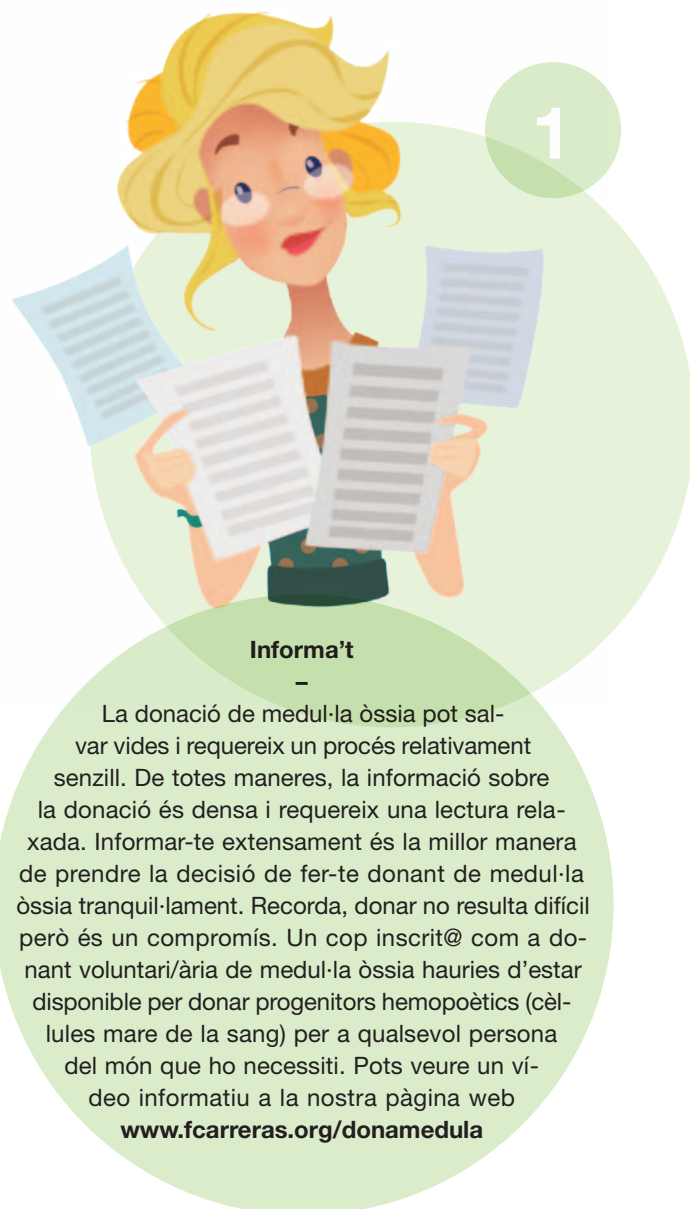 1
Informa’t
–
La donació de medul·la òssia pot sal-
var vides i requereix un procés relativament
senzill. De totes maneres, la informació sobre
la donació és densa i requereix una lectura rela-
xada. Informar-te extensament és la millor manera
de prendre la decisió de fer-te donant de medul·la
òssia tranquil·lament. Recorda, donar no resulta difícil
però és un compromís. Un cop inscrit@ com a do-
nant voluntari/ària de medul·la òssia hauries d’estar
disponible per donar progenitors hemopoètics (cèl-
lules mare de la sang) per a qualsevol persona
del món que ho necessiti. Pots veure un ví-
deo informatiu a la nostra pàgina web
www.fcarreras.org/donamedula